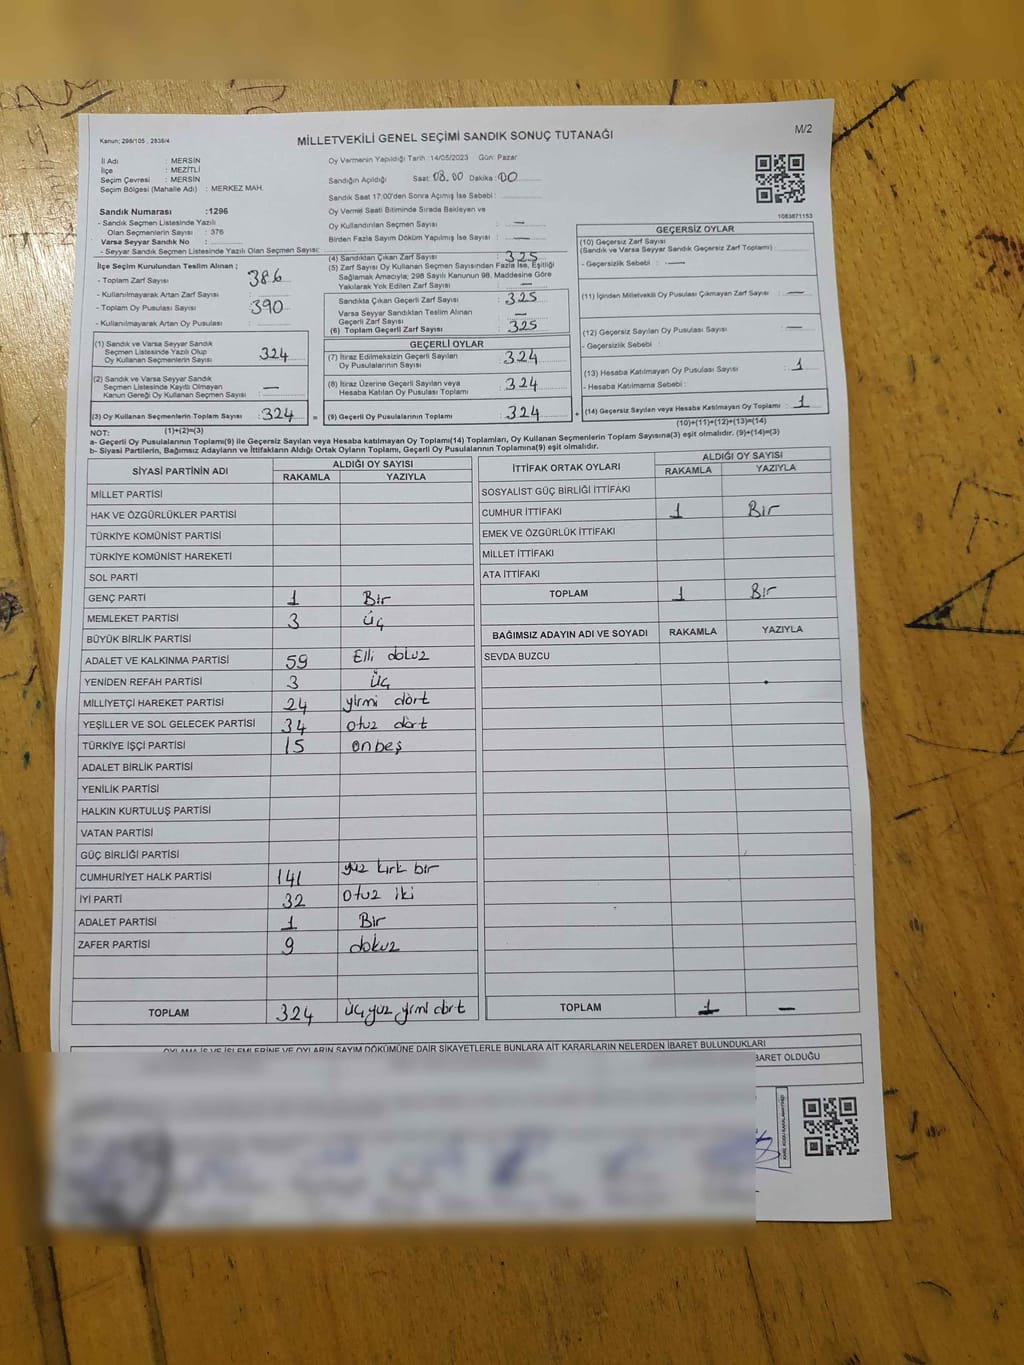 M/2
Kanun: 298/105 , 2839/4
MİLLETVEKİLİ GENEL SEÇİMİ SANDIK SONUÇ TUTANAĞI
İl Adı : MERSİN
İlçe : MEZİTLİ
Seçim Çevresi : MERSİN
Seçim Bölgesi (Mahalle Adı) : MERKEZ MAH.
Oy Vermenin Yapıldığı Tarih :14/05/2023 Gün: Pazar
Sandığın Açıldığı Saat: 08.00 Dakika: 00
Sandık Saat 17:00'den Sonra Açılmış İse Sebebi :
Oy Verme Saati Bitiminde Sırada Bekleyen ve
Oy Kullandırılan Seçmen Sayısı : —
Birden Fazla Sayım Döküm Yapılmış İse Sayısı : —
1083871153
Sandık Numarası :1296
- Sandık Seçmen Listesinde Yazılı
Olan Seçmenlerin Sayısı : 376
Varsa Seyyar Sandık No :
- Seyyar Sandık Seçmen Listesinde Yazılı Olan Seçmen Sayısı:
İlçe Seçim Kurulundan Teslim Alınan ;
- Toplam Zarf Sayısı 386
- Kullanılmayarak Artan Zarf Sayısı :
- Toplam Oy Pusulası Sayısı 390
- Kullanılmayarak Artan Oy Pusulası :
(1) Sandık ve Varsa Seyyar Sandık
Seçmen Listesinde Yazılı Olup
Oy Kullanan Seçmenlerin Sayısı 324
(2) Sandık ve Varsa Seyyar Sandık
Seçmen Listesinde Kayıtlı Olmayan
Kanun Gereği Oy Kullanan Seçmen Sayısı —
(3) Oy Kullanan Seçmenlerin Toplam Sayısı :324
(1)+(2)=(3)
(4) Sandıktan Çıkan Zarf Sayısı : 325
(5) Zarf Sayısı Oy Kullanan Seçmen Sayısından Fazla İse, Eşitliği
Sağlamak Amacıyla; 298 Sayılı Kanunun 98. Maddesine Göre
Yakılarak Yok Edilen Zarf Sayısı : —
Sandıkta Çıkan Geçerli Zarf Sayısı : 325
Varsa Seyyar Sandıktan Teslim Alınan
Geçerli Zarf Sayısı : —
(6) Toplam Geçerli Zarf Sayısı : 325
GEÇERLİ OYLAR
(7) İtiraz Edilmeksizin Geçerli Sayılan
Oy Pusulasının Sayısı : 324
(8) İtiraz Üzerine Geçerli Sayılan veya
Hesaba Katılan Oy Pusulası Sayısı : 324
= (9) Geçerli Oy Pusulalarının Toplamı : 324
GEÇERSİZ OYLAR
(10) Geçersiz Zarf Sayısı
(Sandık ve Varsa Seyyar Sandık Geçersiz Zarf Toplamı) :
- Geçersizlik Sebebi : —
(11) İçinden Milletvekili Oy Pusulası Çıkmayan Zarf Sayısı : —
(12) Geçersiz Sayılan Oy Pusulası Sayısı : —
- Geçersizlik Sebebi :
(13) Hesaba Katılmayan Oy Pusulası Sayısı : 1
- Hesaba Katılmama Sebebi :
+ (14) Geçersiz Sayılan veya Hesaba Katılmayan Oy Toplamı : 1
(10)+(11)+(12)+(13)=(14)
NOT:
a- Geçerli Oy Pusulalarının Toplamı(9) ile Geçersiz Sayılan veya Hesaba katılmayan Oy Toplamı(14) Toplamları, Oy Kullanan Seçmenlerin Toplam Sayısına(3) eşit olmalıdır. (9)+(14)=(3)
b- Siyasi Partilerin, Bağımsız Adayların ve İttifakların Aldığı Ortak Oyların Toplamı, Geçerli Oy Pusulalarının Toplamına(9) eşit olmalıdır.
SİYASİ PARTİNİN ADI ALDIĞI OY SAYISI
RAKAMLA YAZIYLA
MİLLET PARTİSİ
HAK VE ÖZGÜRLÜKLER PARTİSİ
TÜRKİYE KOMÜNİST PARTİSİ
TÜRKİYE KOMÜNİST HAREKETİ
SOL PARTİ
GENÇ PARTİ 1 Bir
MEMLEKET PARTİSİ 3 üç
BÜYÜK BİRLİK PARTİSİ
ADALET VE KALKINMA PARTİSİ 59 Elli dokuz
YENİDEN REFAH PARTİSİ 3 üç
MİLLİYETÇİ HAREKET PARTİSİ 24 yirmi dört
YEŞİLLER VE SOL GELECEK PARTİSİ 34 otuz dört
TÜRKİYE İŞÇİ PARTİSİ 15 onbeş
ADALET BİRLİK PARTİSİ
YENİLİK PARTİSİ
HALKIN KURTULUŞ PARTİSİ
VATAN PARTİSİ
GÜÇ BİRLİĞİ PARTİSİ
CUMHURİYET HALK PARTİSİ 141 yüz kırk bir
İYİ PARTİ 32 otuz iki
ADALET PARTİSİ 1 Bir
ZAFER PARTİSİ 9 dokuz
TOPLAM 324 üç yüz yirmi dört
İTTİFAK ORTAK OYLARI ALDIĞI OY SAYISI
RAKAMLA YAZIYLA
SOSYALİST GÜÇ BİRLİĞİ İTTİFAKI
CUMHUR İTTİFAKI 1 Bir
EMEK VE ÖZGÜRLÜK İTTİFAKI
MİLLET İTTİFAKI
ATA İTTİFAKI
TOPLAM 1 Bir
BAĞIMSIZ ADAYIN ADI VE SOYADI RAKAMLA YAZIYLA
SEVDA BUZCU
TOPLAM 1 —
OYLAMA İŞ VE İŞLEMLERİNE VE OYLARIN SAYIM DÖKÜMÜNE DAİR ŞİKAYETLERLE BUNLARA AİT KARARLARIN NELERDEN İBARET BULUNDUKLARI
BARET OLDUĞU